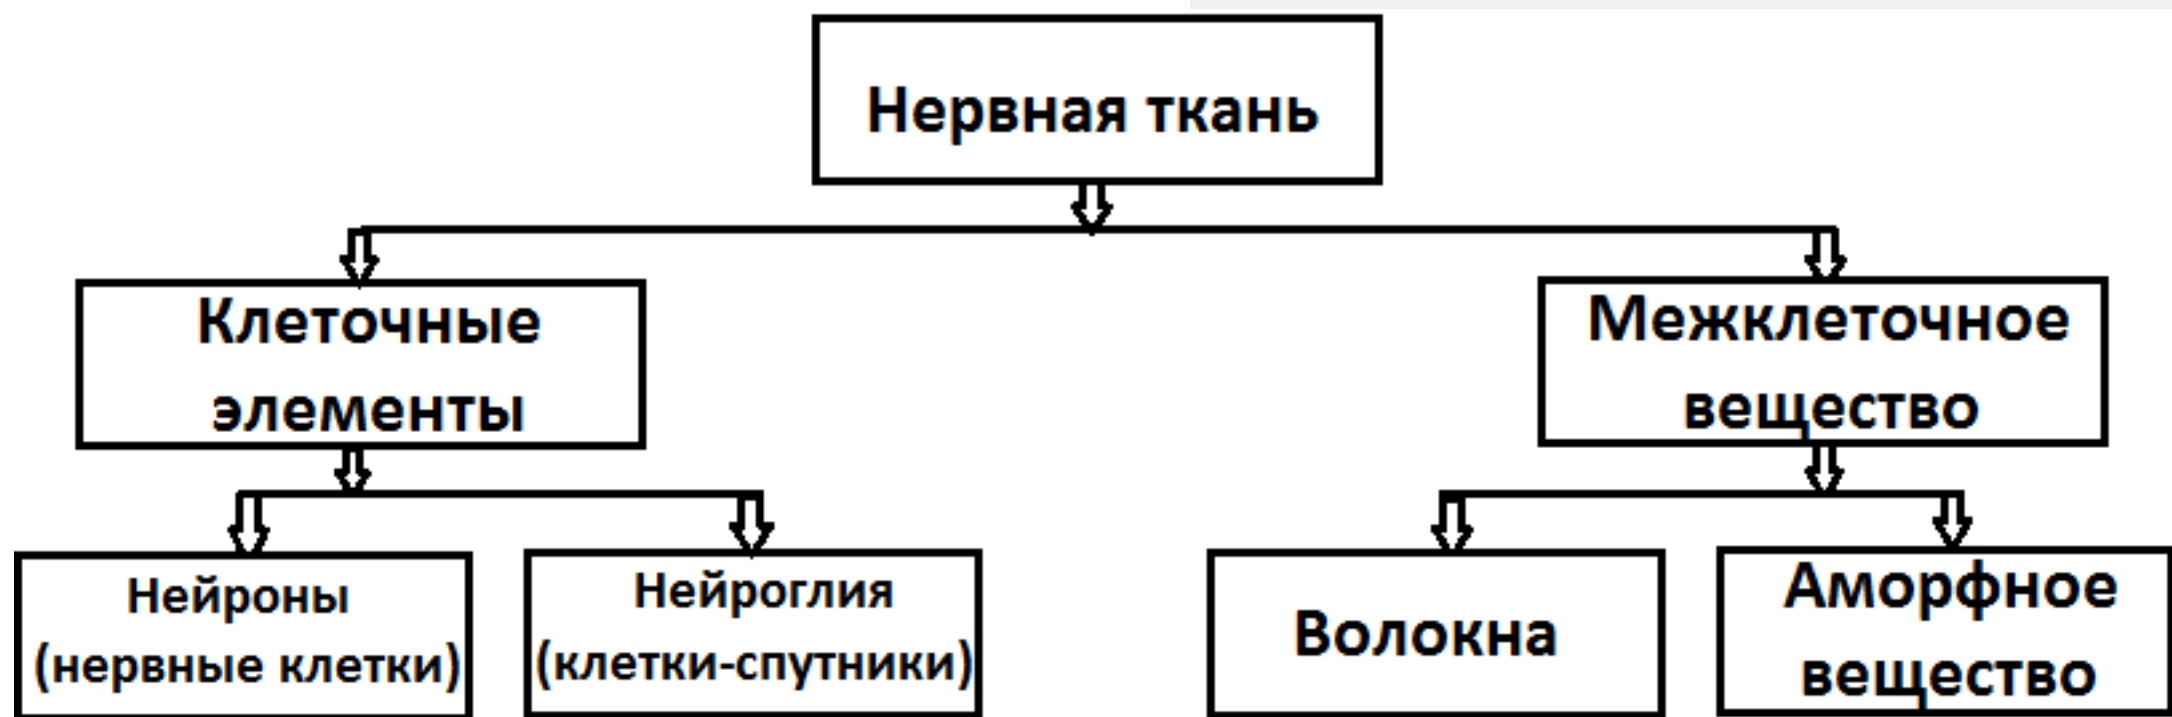 Нервная ткань
Клеточные
элементы
Межклеточное
вещество
Нейроны
(нервные клетки)
Нейроглия
(клетки-спутники)
Волокна
Аморфное
вещество